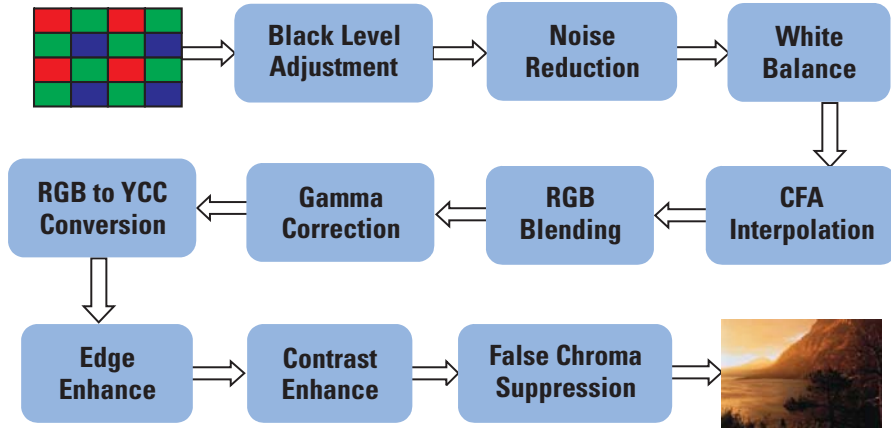 Black Level
Adjustment
Noise
Reduction
White
Balance
CFA
Interpolation
RGB
Blending
Gamma
Correction
RGB to YCC
Conversion
Edge
Enhance
Contrast
Enhance
False Chroma
Suppression